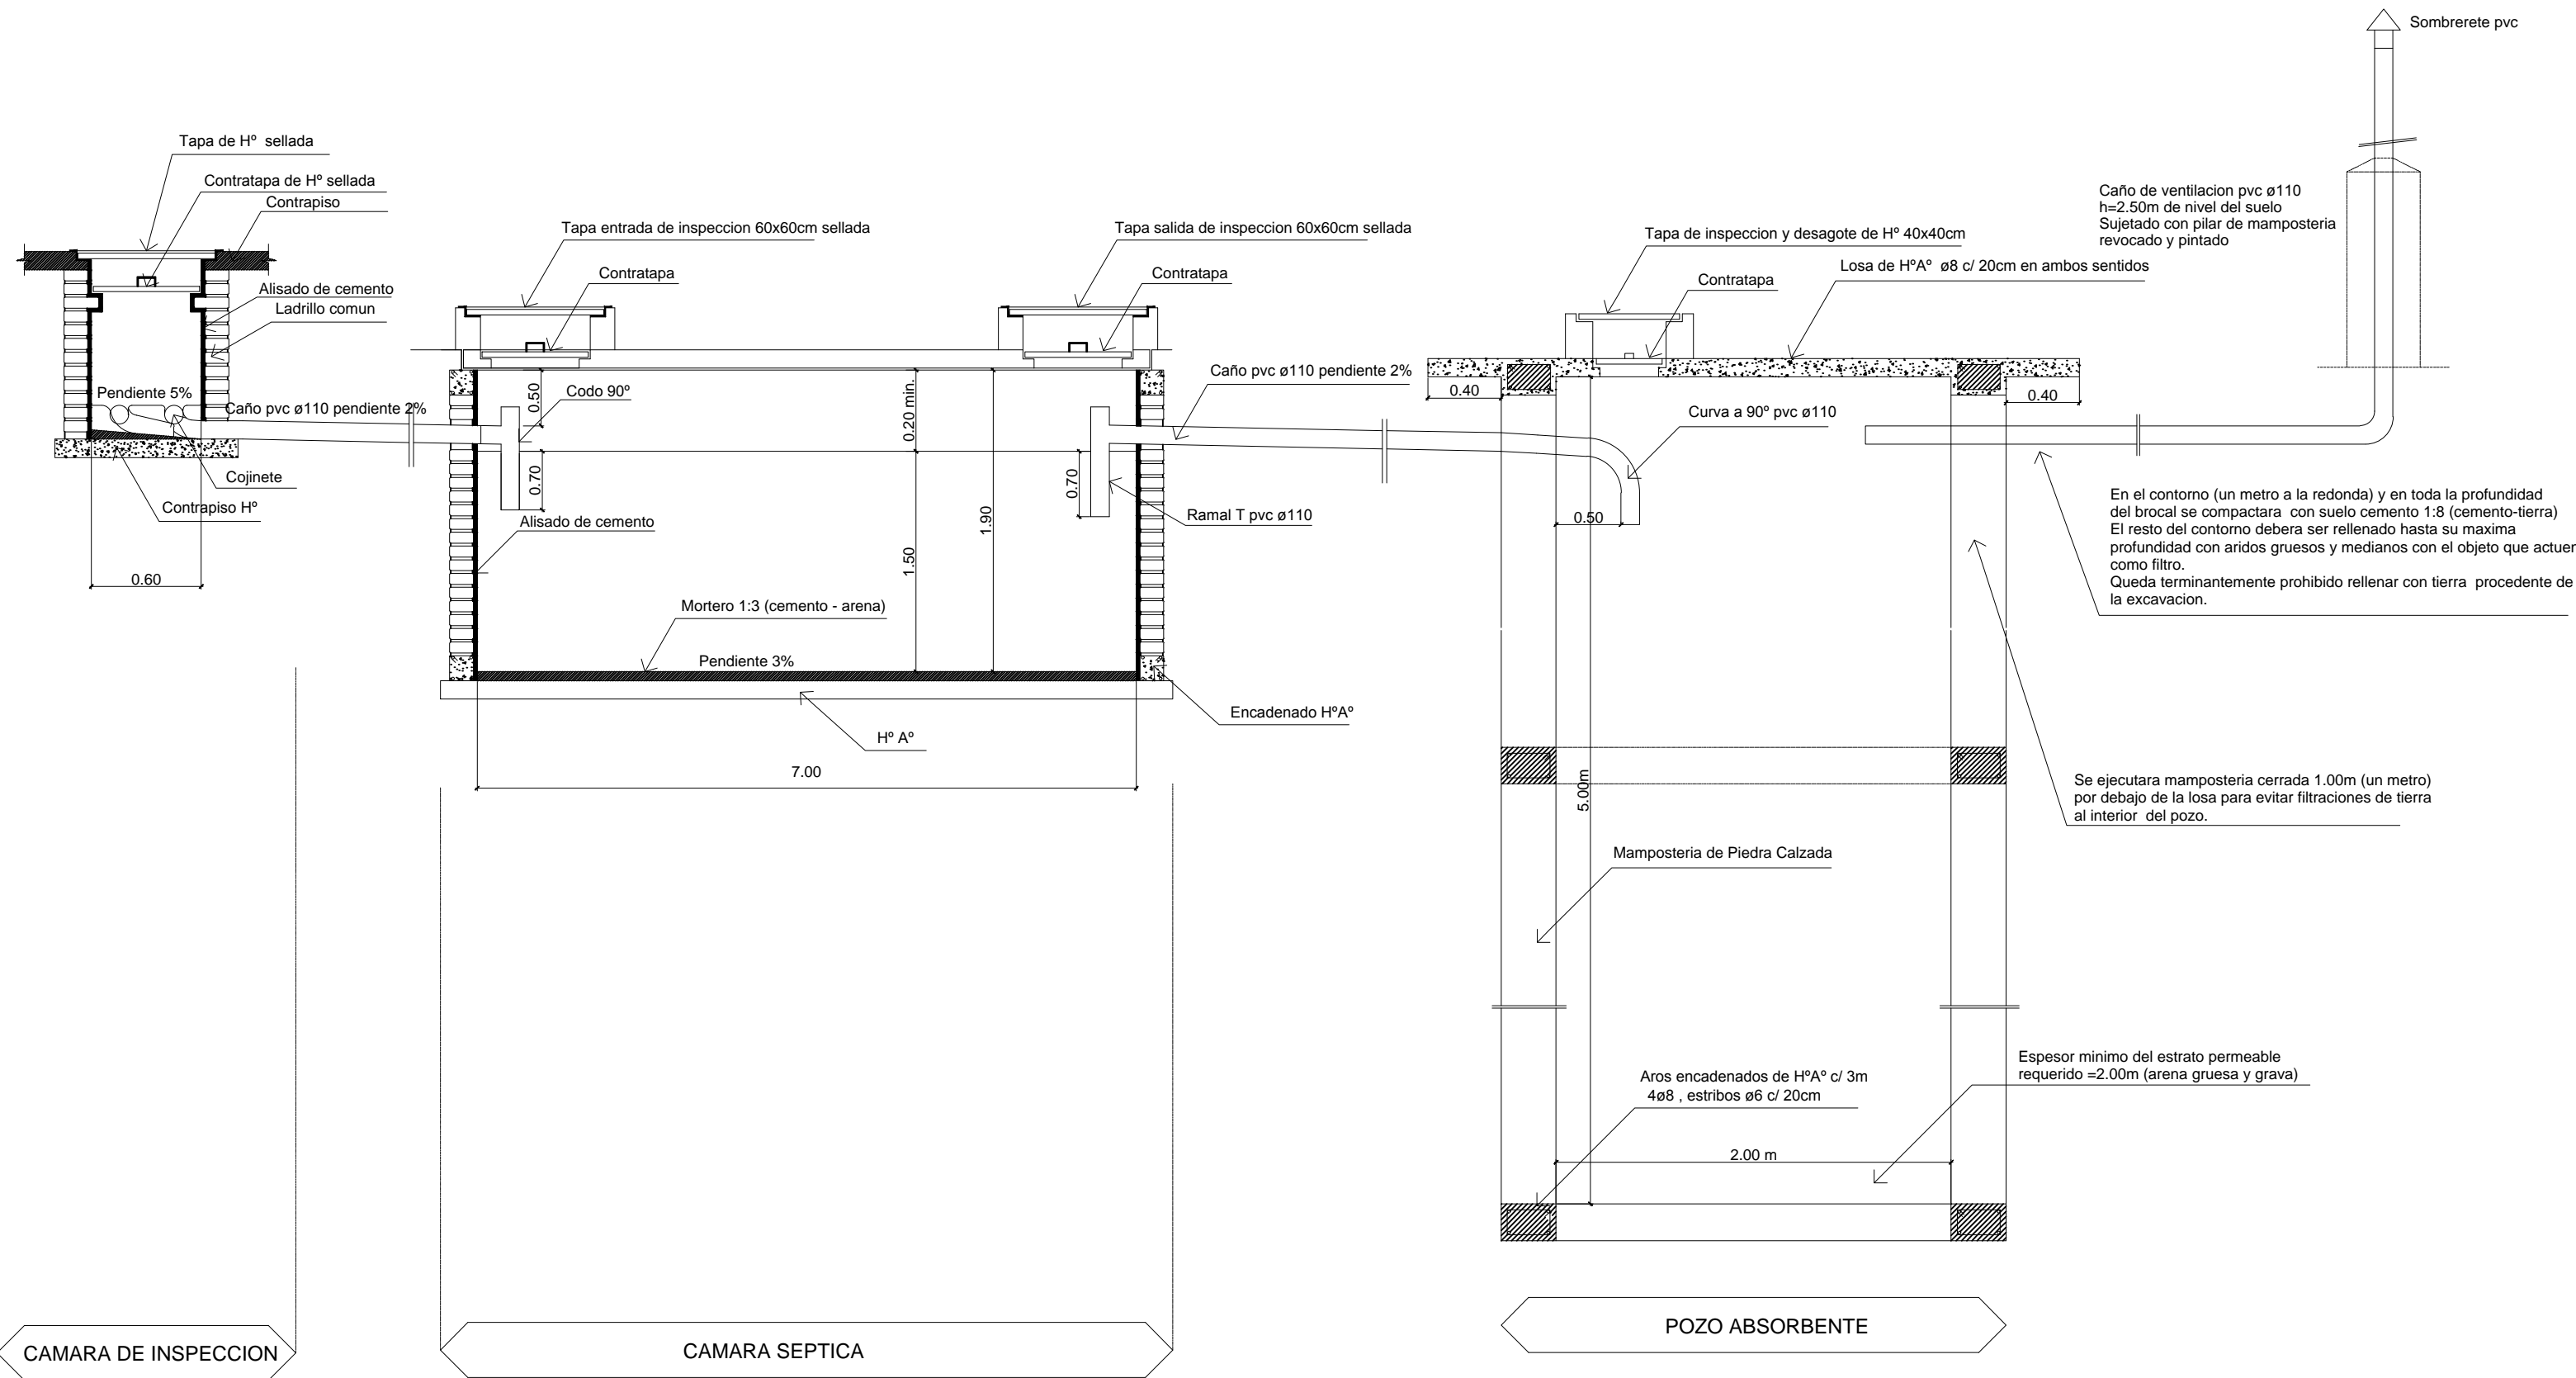 Sombrerete pvc
Tapa de Hº sellada
Contratapa de Hº sellada
Contrapiso
Alisado de cemento
Ladrillo comun
Pendiente 5%
Caño pvc ø110 pendiente 2%
Cojinete
Contrapiso Hº
0.60
Tapa entrada de inspeccion 60x60cm sellada
Contratapa
Tapa salida de inspeccion 60x60cm sellada
Contratapa
0.50
Codo 90º
0.20 min.
0.70
1.90
0.70
1.50
Caño pvc ø110 pendiente 2%
Ramal T pvc ø110
Alisado de cemento
Mortero 1:3 (cemento - arena)
Pendiente 3%
Encadenado HºAº
Hº Aº
7.00
Tapa de inspeccion y desagote de Hº 40x40cm
Losa de HºAº ø8 c/ 20cm en ambos sentidos
Contratapa
0.40
0.40
Curva a 90º pvc ø110
0.50
Caño de ventilacion pvc ø110
h=2.50m de nivel del suelo
Sujetado con pilar de mamposteria
revocado y pintado
En el contorno (un metro a la redonda) y en toda la profundidad
del brocal se compactara con suelo cemento 1:8 (cemento-tierra)
El resto del contorno debera ser rellenado hasta su maxima
profundidad con aridos gruesos y medianos con el objeto que actuen
como filtro.
Queda terminantemente prohibido rellenar con tierra procedente de
la excavacion.
5.00m
Se ejecutara mamposteria cerrada 1.00m (un metro)
por debajo de la losa para evitar filtraciones de tierra
al interior del pozo.
Mamposteria de Piedra Calzada
Aros encadenados de HºAº c/ 3m
4ø8 , estribos ø6 c/ 20cm
Espesor minimo del estrato permeable
requerido =2.00m (arena gruesa y grava)
2.00 m
CAMARA DE INSPECCION
CAMARA SEPTICA
POZO ABSORBENTE